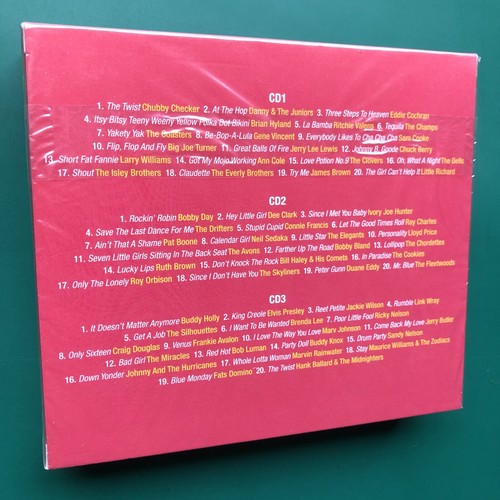 CD1
1. The Twist Chubby Checker 2. At The Hop Danny & The Juniors 3. Three Steps To Heaven Eddie Cochran
4. Itsy Bitsy Teeny Weeny Yellow Polka Dot Bikini Brian Hyland 5. La Bamba Ritchie Valens 6. Tequila The Champs
7. Yakety Yak The Coasters 8. Be-Bop-A-Lula Gene Vincent 9. Everybody Likes To Cha Cha Cha Sam Cooke
10. Flip, Flop And Fly Big Joe Turner 11. Great Balls Of Fire Jerry Lee Lewis 12. Johnny B. Goode Chuck Berry
13. Short Fat Fannie Larry Williams 14. Got My Mojo Working Ann Cole 15. Love Potion No.9 The Clovers 16. Oh, What A Night The Dells
17. Shout The Isley Brothers 18. Claudette The Everly Brothers 19. Try Me James Brown 20. The Girl Can't Help It Little Richard
CD2
1. Rockin' Robin Bobby Day 2. Hey Little Girl Dee Clark 3. Since I Met You Baby Ivory Joe Hunter
4. Save The Last Dance For Me The Drifters 5. Stupid Cupid Connie Francis 6. Let The Good Times Roll Ray Charles
7. Ain't That A Shame Pat Boone 8. Calendar Girl Neil Sedaka 9. Little Star The Elegants 10. Personality Lloyd Price
11. Seven Little Girls Sitting In The Back Seat The Avons 12. Farther Up The Road Bobby Bland 13. Lollipop The Chordettes
14. Lucky Lips Ruth Brown 15. Don't Knock The Rock Bill Haley & His Comets 16. In Paradise The Cookies
17. Only The Lonely Roy Orbison 18. Since I Don't Have You The Skyliners 19. Peter Gunn Duane Eddy 20. Mr. Blue The Fleetwoods
CD3
1. It Doesn't Matter Anymore Buddy Holly 2. King Creole Elvis Presley 3. Reet Petite Jackie Wilson 4. Rumble Link Wray
5. Get A Job The Silhouettes 6. I Want To Be Wanted Brenda Lee 7. Poor Little Fool Ricky Nelson
8. Only Sixteen Craig Douglas 9. Venus Frankie Avalon 10. I Love The Way You Love Marv Johnson 11. Come Back My Love Jerry Butler
12. Bad Girl The Miracles 13. Red Hot Bob Luman 14. Party Doll Buddy Knox 15. Drum Party Sandy Nelson
16. Down Yonder Johnny And The Hurricanes 17. Whole Lotta Woman Marvin Rainwater 18. Stay Maurice Williams & The Zodiacs
19. Blue Monday Fats Domino 20. The Twist Hank Ballard & The Midnighters